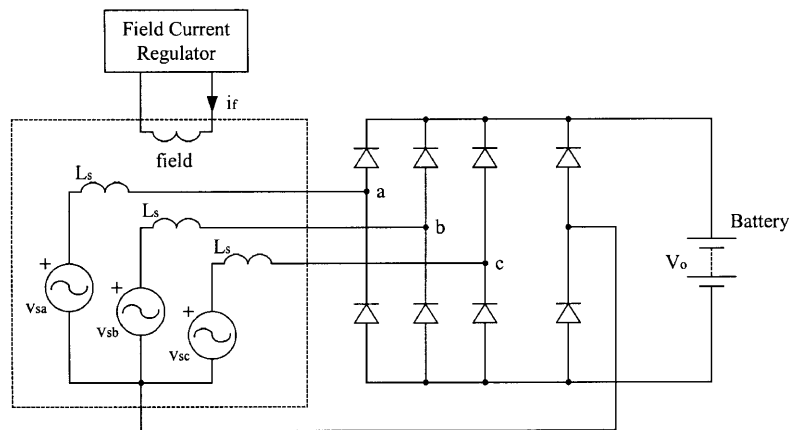 Field Current
Regulator
if
field
Ls
a
Ls
b
Battery
Ls
c
Vo
+
vsa
+
vsb
+
vsc